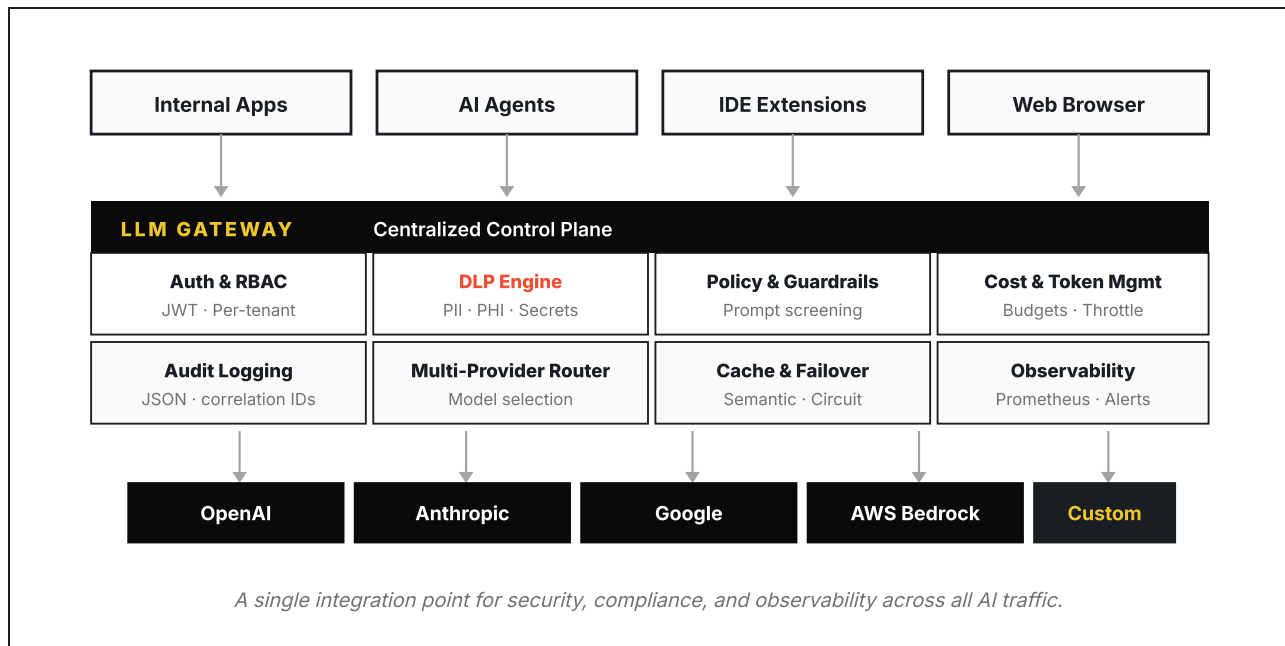 Internal Apps
AI Agents
IDE Extensions
Web Browser
LLM GATEWAY
Centralized Control Plane
Auth & RBAC
JWT · Per-tenant
DLP Engine
PII · PHI · Secrets
Policy & Guardrails
Prompt screening
Cost & Token Mgmt
Budgets · Throttle
Audit Logging
JSON · correlation IDs
Multi-Provider Router
Model selection
Cache & Failover
Semantic · Circuit
Observability
Prometheus · Alerts
OpenAI
Anthropic
Google
AWS Bedrock
Custom
A single integration point for security, compliance, and observability across all AI traffic.